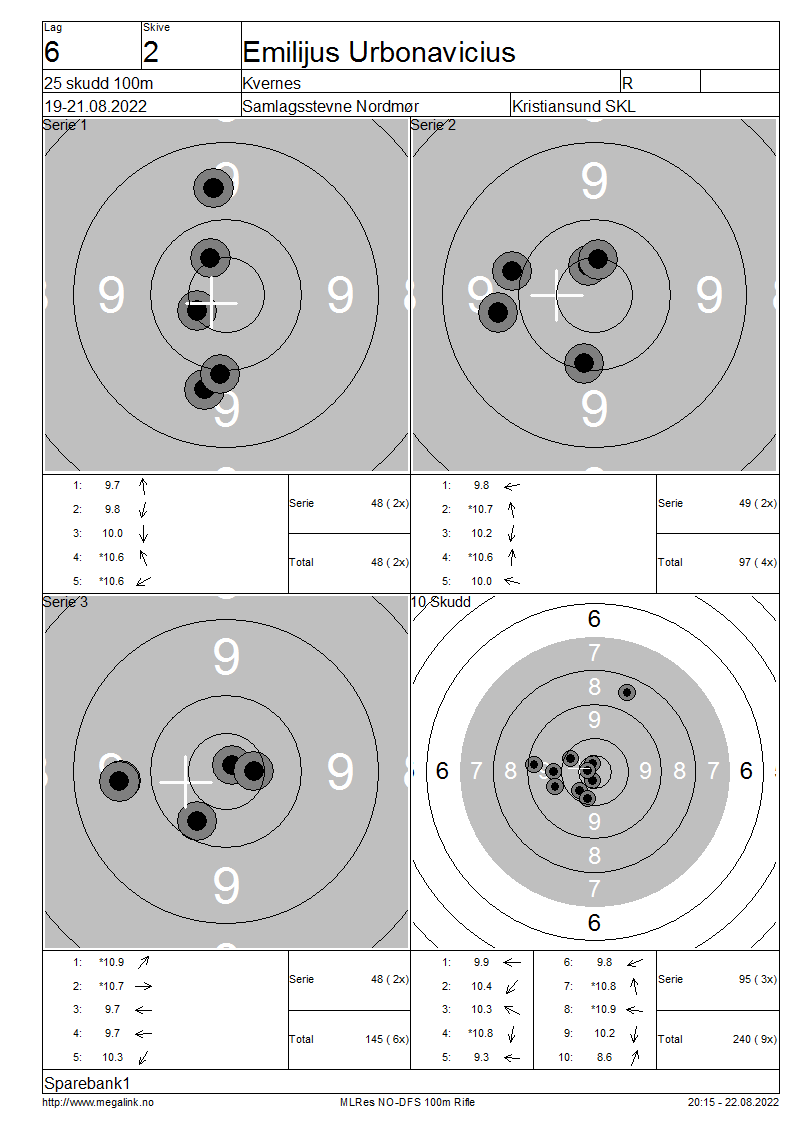 Lag Skive
6 2 Emilijus Urbonavicius
25 skudd 100m Kvernes R
19-21.08.2022 Samlagsstevne Nordmør Kristiansund SKL
Serie 1
9
9 9
9
1: 9.7
2: 9.8
3: 10.0
4: *10.6
5: *10.6
Serie 48 ( 2x)
Total 48 ( 2x)
Serie 2
9
9 9
9
1: 9.8
2: *10.7
3: 10.2
4: *10.6
5: 10.0
Serie 49 ( 2x)
Total 97 ( 4x)
Serie 3
9
9 9
9
1: *10.9
2: *10.7
3: 9.7
4: 9.7
5: 10.3
Serie 48 ( 2x)
Total 145 ( 6x)
10 Skudd
6
7
8
9
6 7 8 9 9 8 7 6
9
8
7
6
1: 9.9 6: 9.8
2: 10.4 7: *10.8
3: 10.3 8: *10.9
4: *10.8 9: 10.2
5: 9.3 10: 8.6
Serie 95 ( 3x)
Total 240 ( 9x)
Sparebank1
http://www.megalink.no MLRes NO-DFS 100m Rifle 20:15 - 22.08.2022